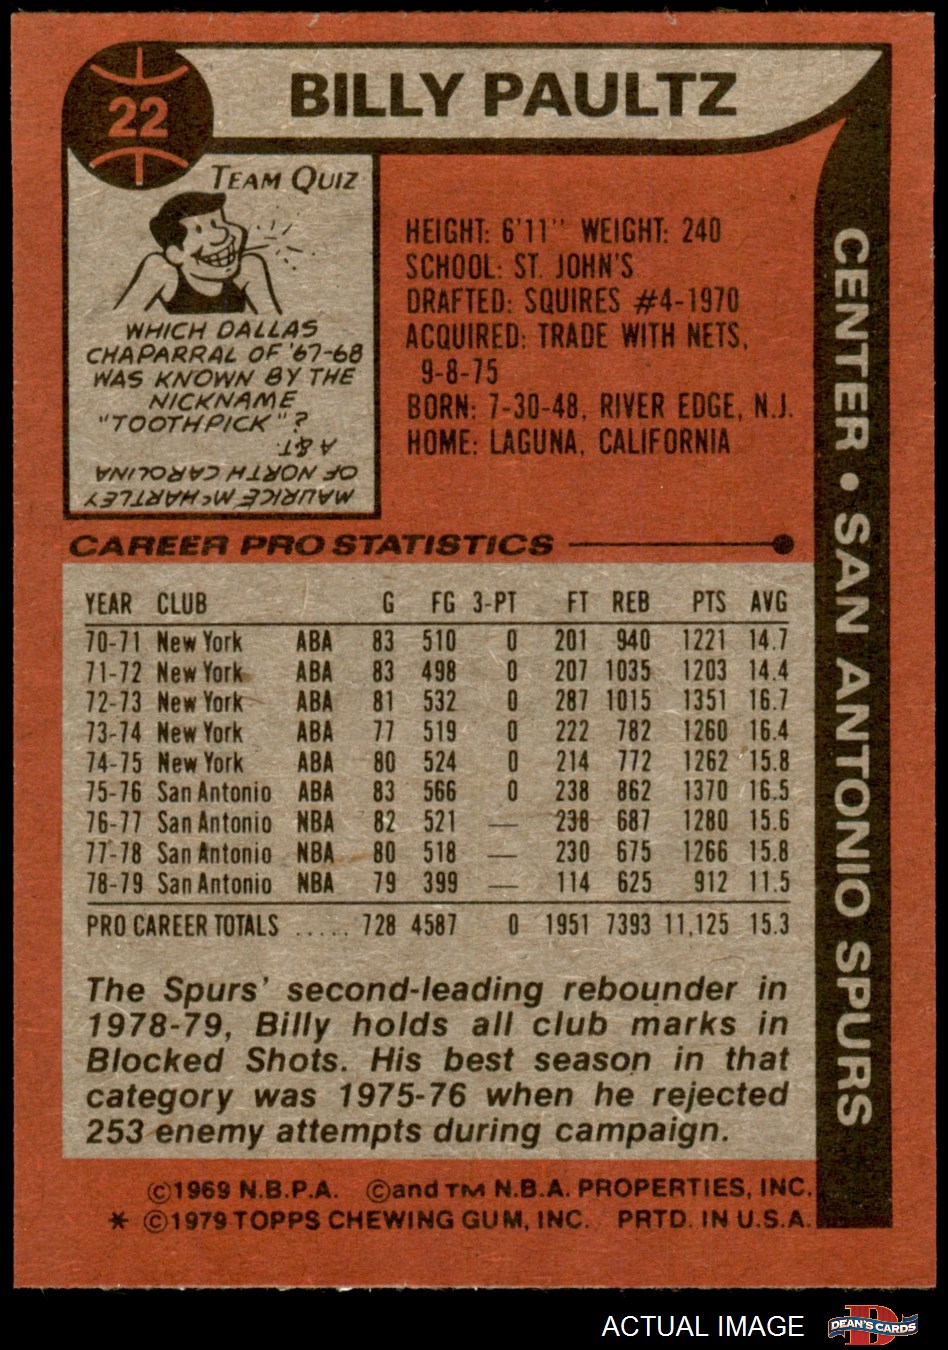 22
BILLY PAULTZ
TEAM QUIZ
WHICH DALLAS
CHAPARRAL OF '67-68
WAS KNOWN BY THE
NICKNAME
"TOOTHPICK"?
MAURICE McHARTLEY
OF NORTH CAROLINA
A&T.
HEIGHT: 6'11" WEIGHT: 240
SCHOOL: ST. JOHN'S
DRAFTED: SQUIRES #4-1970
ACQUIRED: TRADE WITH NETS,
9-8-75
BORN: 7-30-48, RIVER EDGE, N.J.
HOME: LAGUNA, CALIFORNIA
CENTER • SAN ANTONIO SPURS
CAREER PRO STATISTICS
YEAR CLUB G FG 3-PT FT REB PTS AVG
70-71 New York ABA 83 510 0 201 940 1221 14.7
71-72 New York ABA 83 498 0 207 1035 1203 14.4
72-73 New York ABA 81 532 0 287 1015 1351 16.7
73-74 New York ABA 77 519 0 222 782 1260 16.4
74-75 New York ABA 80 524 0 214 772 1262 15.8
75-76 San Antonio ABA 83 566 0 238 862 1370 16.5
76-77 San Antonio NBA 82 521 — 238 687 1280 15.6
77-78 San Antonio NBA 80 518 — 230 675 1266 15.8
78-79 San Antonio NBA 79 399 — 114 625 912 11.5
PRO CAREER TOTALS ..... 728 4587 0 1951 7393 11,125 15.3
The Spurs' second-leading rebounder in
1978-79, Billy holds all club marks in
Blocked Shots. His best season in that
category was 1975-76 when he rejected
253 enemy attempts during campaign.
©1969 N.B.P.A. ©and TM N.B.A. PROPERTIES, INC.
* ©1979 TOPPS CHEWING GUM, INC. PRTD. IN U.S.A.
ACTUAL IMAGE
D
DEAN'S CARDS